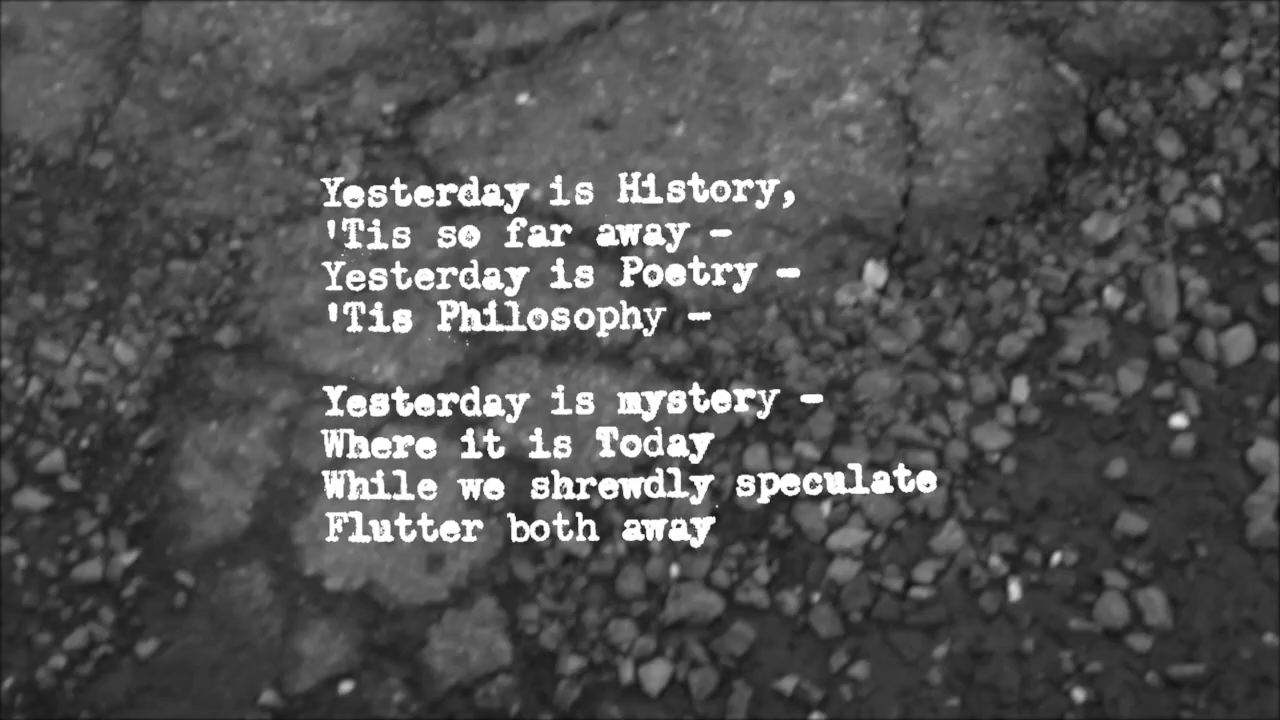 Yesterday is History,
'Tis so far away -
Yesterday is Poetry -
'Tis Philosophy -
Yesterday is mystery -
Where it is Today
While we shrewdly speculate
Flutter both away